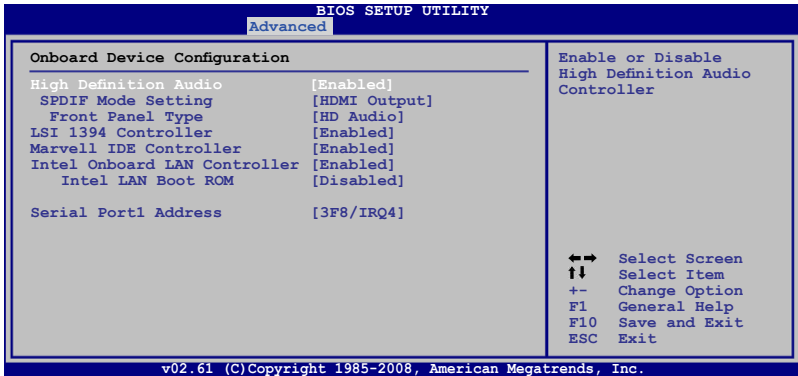 BIOS SETUP UTILITY
Advanced
Onboard Device Configuration
High Definition Audio [Enabled]
SPDIF Mode Setting [HDMI Output]
Front Panel Type [HD Audio]
LSI 1394 Controller [Enabled]
Marvell IDE Controller [Enabled]
Intel Onboard LAN Controller [Enabled]
Intel LAN Boot ROM [Disabled]
Serial Port1 Address [3F8/IRQ4]
Enable or Disable
High Definition Audio
Controller
←→ Select Screen
↑↓ Select Item
+- Change Option
F1 General Help
F10 Save and Exit
ESC Exit
v02.61 (C)Copyright 1985-2008, American Megatrends, Inc.